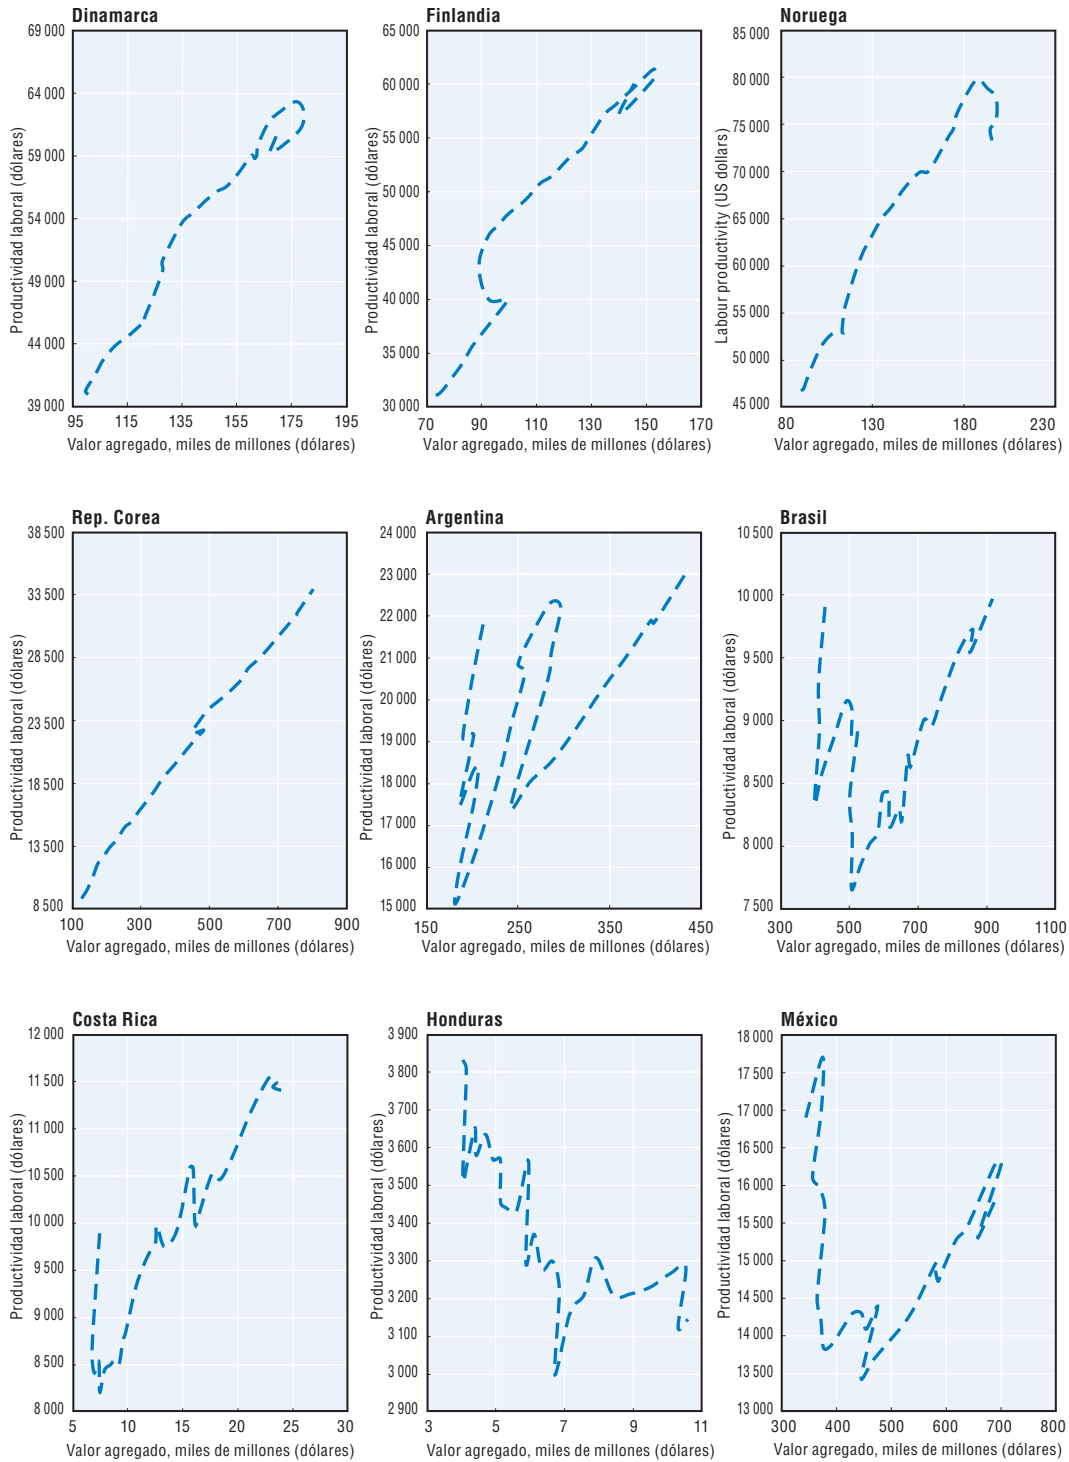 Dinamarca
69 000
64 000
59 000
54 000
49 000
44 000
39 000
Productividad laboral (dólares)
95 115 135 155 175 195
Valor agregado, miles de millones (dólares)
Finlandia
65 000
60 000
55 000
50 000
45 000
40 000
35 000
30 000
Productividad laboral (dólares)
70 90 110 130 150 170
Valor agregado, miles de millones (dólares)
Noruega
85 000
80 000
75 000
70 000
65 000
60 000
55 000
50 000
45 000
Labour productivity (US dollars)
80 130 180 230
Valor agregado, miles de millones (dólares)
Rep. Corea
38 500
33 500
28 500
23 500
18 500
13 500
8 500
Productividad laboral (dólares)
100 300 500 700 900
Valor agregado, miles de millones (dólares)
Argentina
24 000
23 000
22 000
21 000
20 000
19 000
18 000
17 000
16 000
15 000
Productividad laboral (dólares)
150 250 350 450
Valor agregado, miles de millones (dólares)
Brasil
10 500
10 000
9 500
9 000
8 500
8 000
7 500
Productividad laboral (dólares)
300 500 700 900 1100
Valor agregado, miles de millones (dólares)
Costa Rica
12 000
11 500
11 000
10 500
10 000
9 500
9 000
8 500
8 000
Productividad laboral (dólares)
5 10 15 20 25 30
Valor agregado, miles de millones (dólares)
Honduras
3 900
3 800
3 700
3 600
3 500
3 400
3 300
3 200
3 100
3 000
2 900
Productividad laboral (dólares)
3 5 7 9 11
Valor agregado, miles de millones (dólares)
México
18 000
17 500
17 000
16 500
16 000
15 500
15 000
14 500
14 000
13 500
13 000
Productividad laboral (dólares)
300 400 500 600 700 800
Valor agregado, miles de millones (dólares)